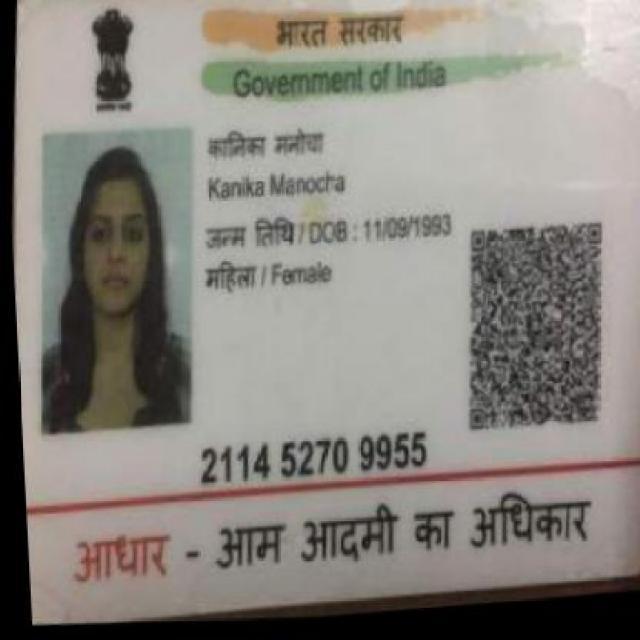 भारत सरकार
Government of India
कानिका मनोचा
Kanika Manocha
जन्म तिथि / DOB : 11/09/1993
महिला / Female
2114 5270 9955
आधार - आम आदमी का अधिकार